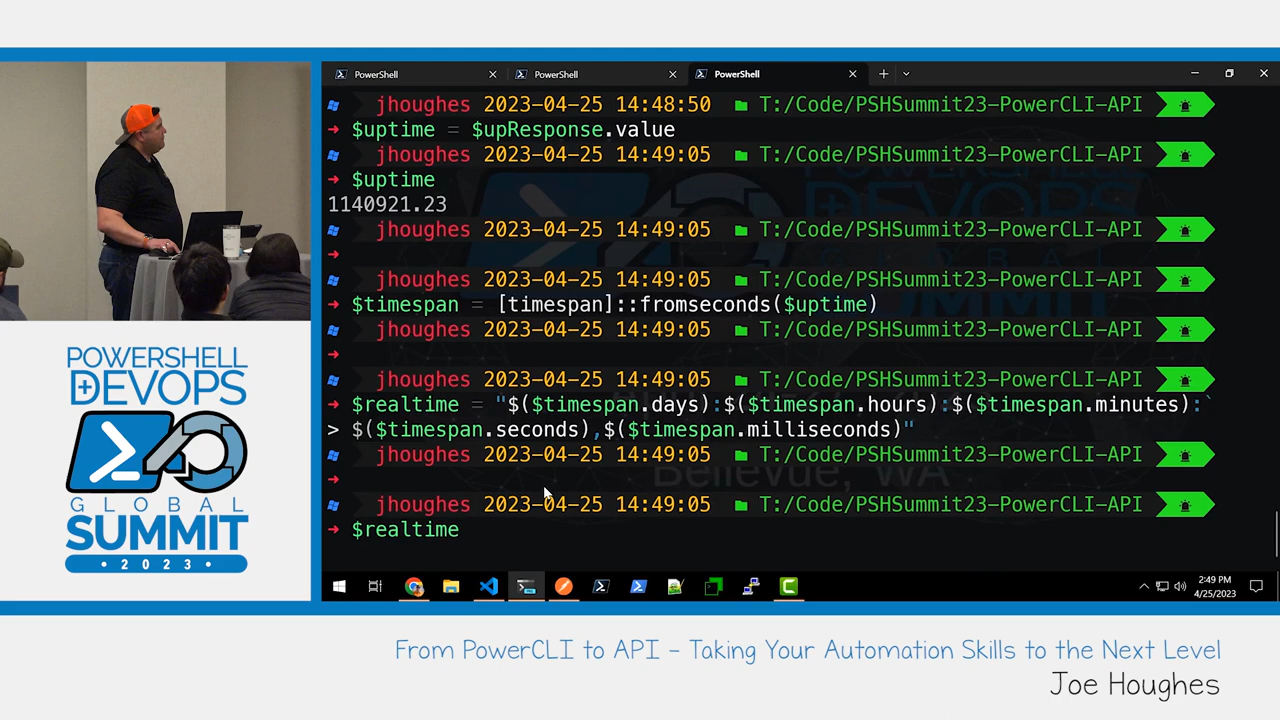 PowerShell
PowerShell
PowerShell
jhoughes 2023-04-25 14:48:50 T:/Code/PSHSummit23-PowerCLI-API
→ $uptime = $upResponse.value
jhoughes 2023-04-25 14:49:05 T:/Code/PSHSummit23-PowerCLI-API
→ $uptime
1140921.23
jhoughes 2023-04-25 14:49:05 T:/Code/PSHSummit23-PowerCLI-API
→
jhoughes 2023-04-25 14:49:05 T:/Code/PSHSummit23-PowerCLI-API
→ $timespan = [timespan]::fromseconds($uptime)
jhoughes 2023-04-25 14:49:05 T:/Code/PSHSummit23-PowerCLI-API
→
jhoughes 2023-04-25 14:49:05 T:/Code/PSHSummit23-PowerCLI-API
→ $realtime = "$($timespan.days):$($timespan.hours):$($timespan.minutes):`
> $($timespan.seconds),$($timespan.milliseconds)"
jhoughes 2023-04-25 14:49:05 T:/Code/PSHSummit23-PowerCLI-API
→
Bellevue, WA
jhoughes 2023-04-25 14:49:05 T:/Code/PSHSummit23-PowerCLI-API
→ $realtime
2:49 PM
4/25/2023
POWERSHELL
+DEVOPS
GLOBAL
SUMMIT
• 2023 •
From PowerCLI to API - Taking Your Automation Skills to the Next Level
Joe Houghes